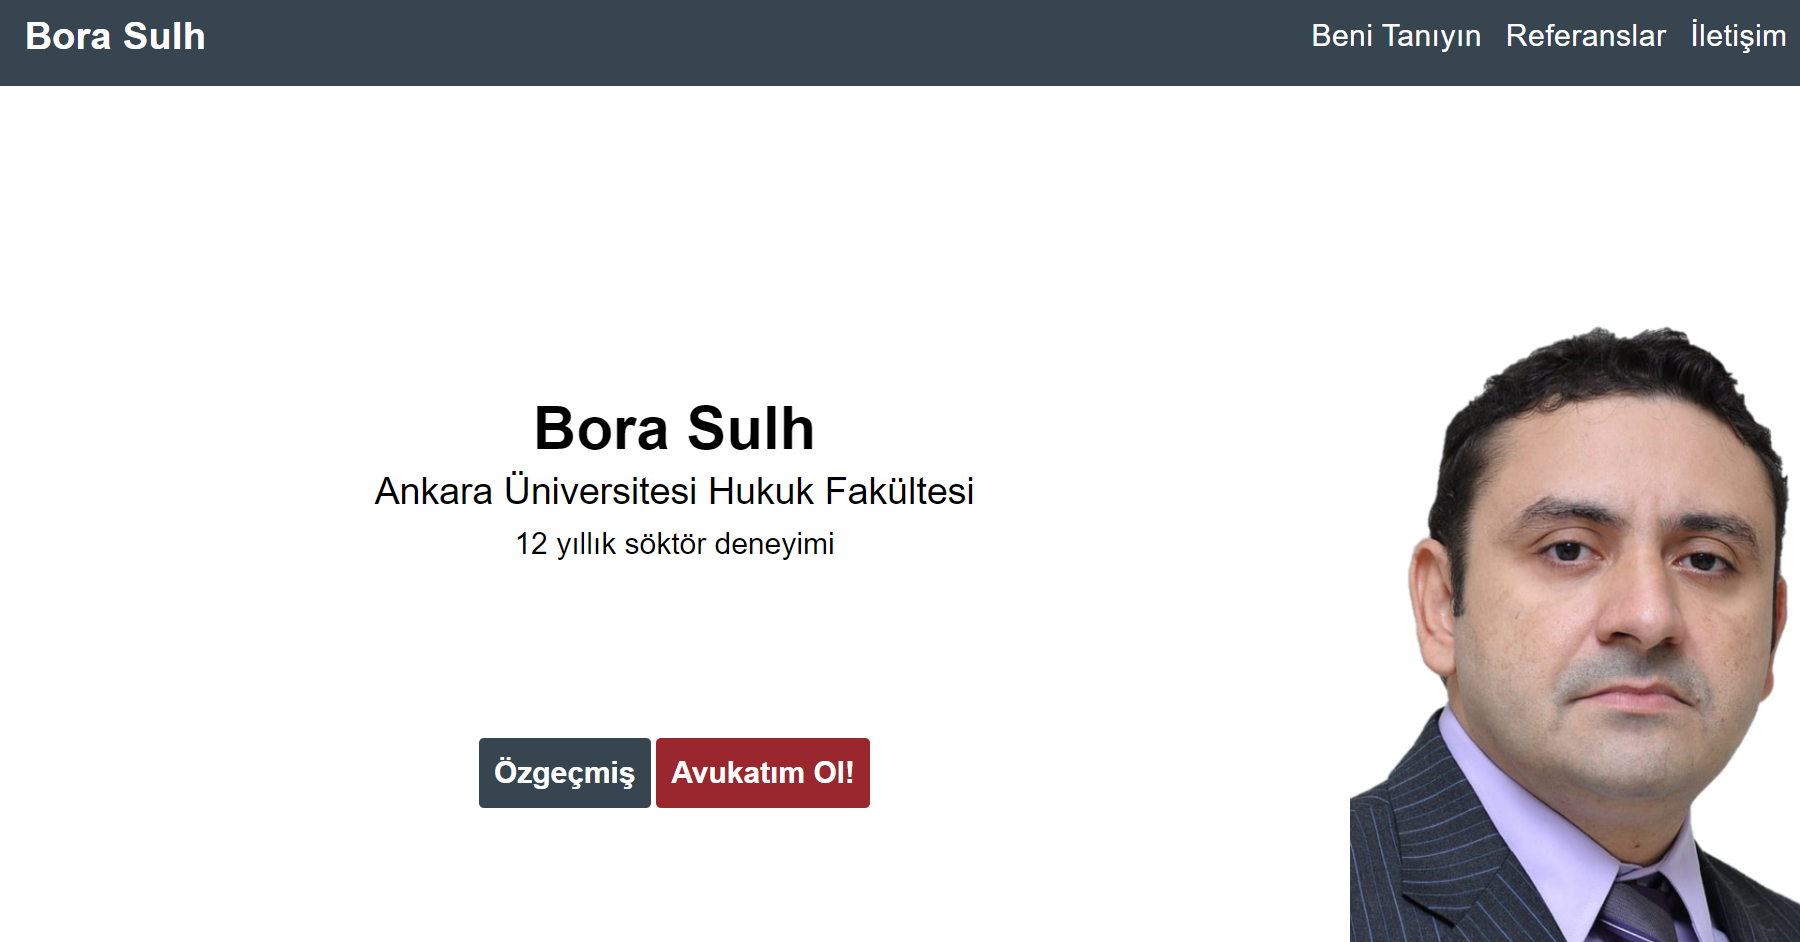 Bora Sulh
Beni Tanıyın Referanslar İletişim
Bora Sulh
Ankara Üniversitesi Hukuk Fakültesi
12 yıllık söktör deneyimi
Özgeçmiş Avukatım Ol!